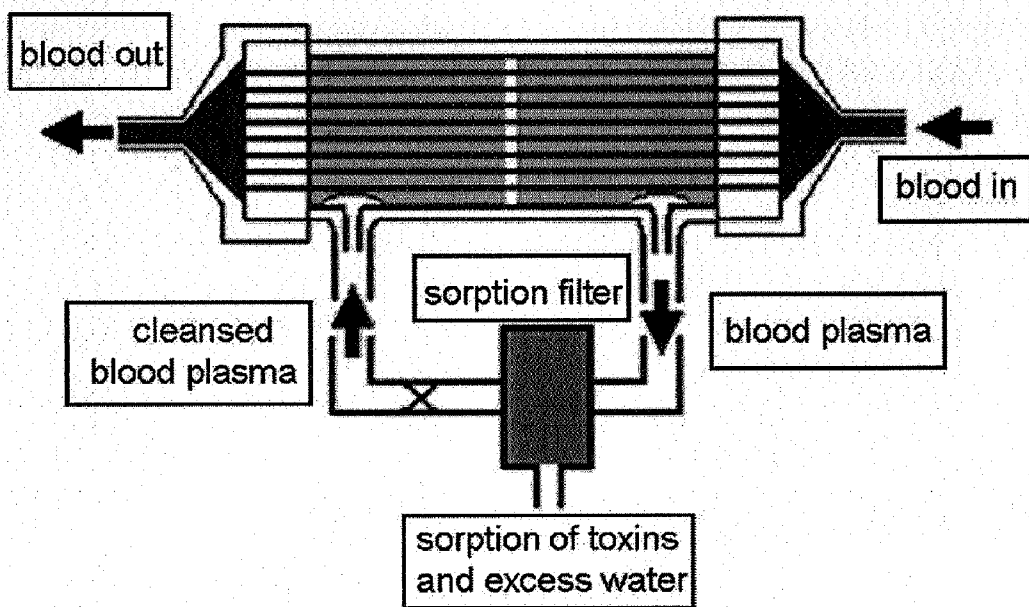 blood out
blood in
sorption filter
cleansed
blood plasma
blood plasma
sorption of toxins
and excess water